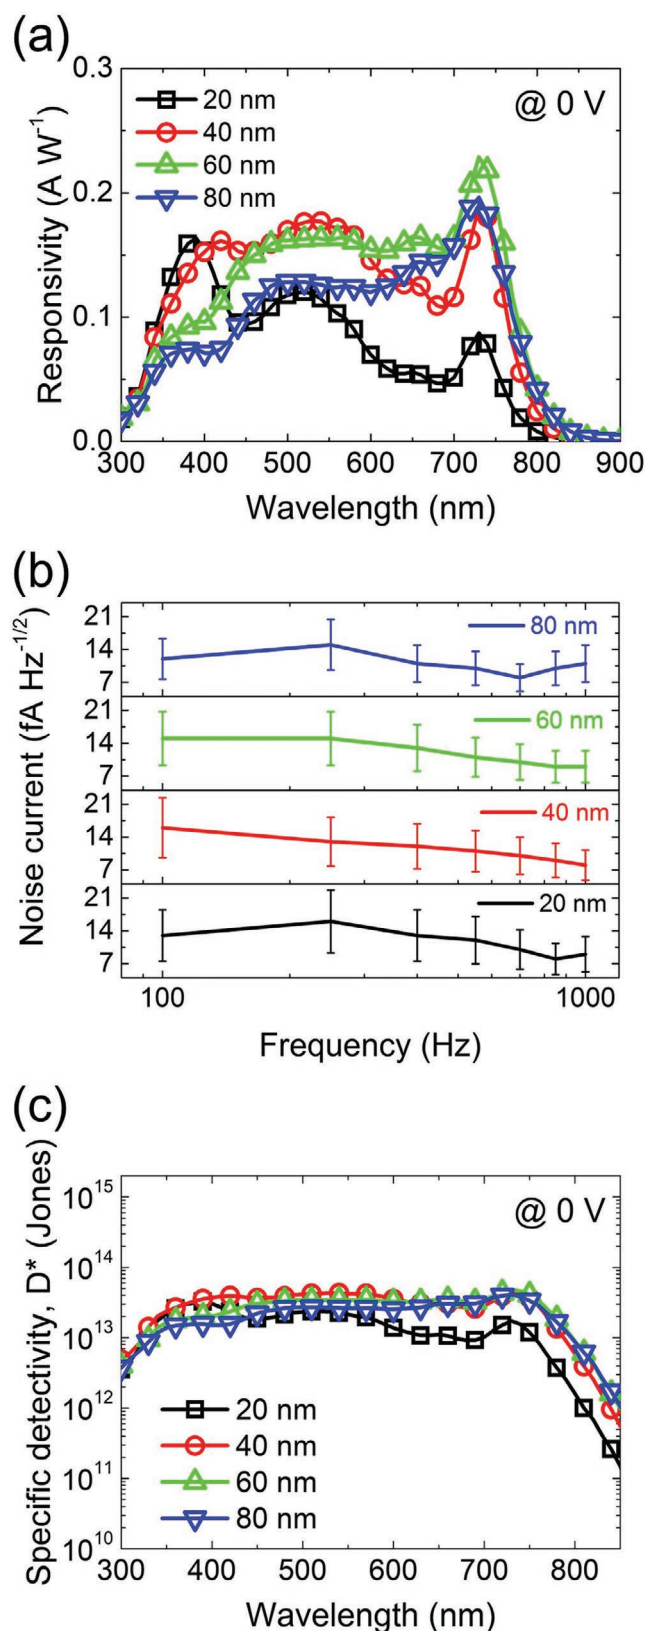 (a)
0.3
0.2
0.1
0.0
Responsivity (A W⁻¹)
20 nm
40 nm
60 nm
80 nm
@ 0 V
300 400 500 600 700 800 900
Wavelength (nm)
(b)
Noise current (fA Hz⁻¹ᐟ²)
21
14
7
80 nm
21
14
7
60 nm
21
14
7
40 nm
21
14
7
20 nm
100 1000
Frequency (Hz)
(c)
Specific detectivity, D* (Jones)
10¹⁵
10¹⁴
10¹³
10¹²
10¹¹
10¹⁰
@ 0 V
20 nm
40 nm
60 nm
80 nm
300 400 500 600 700 800
Wavelength (nm)